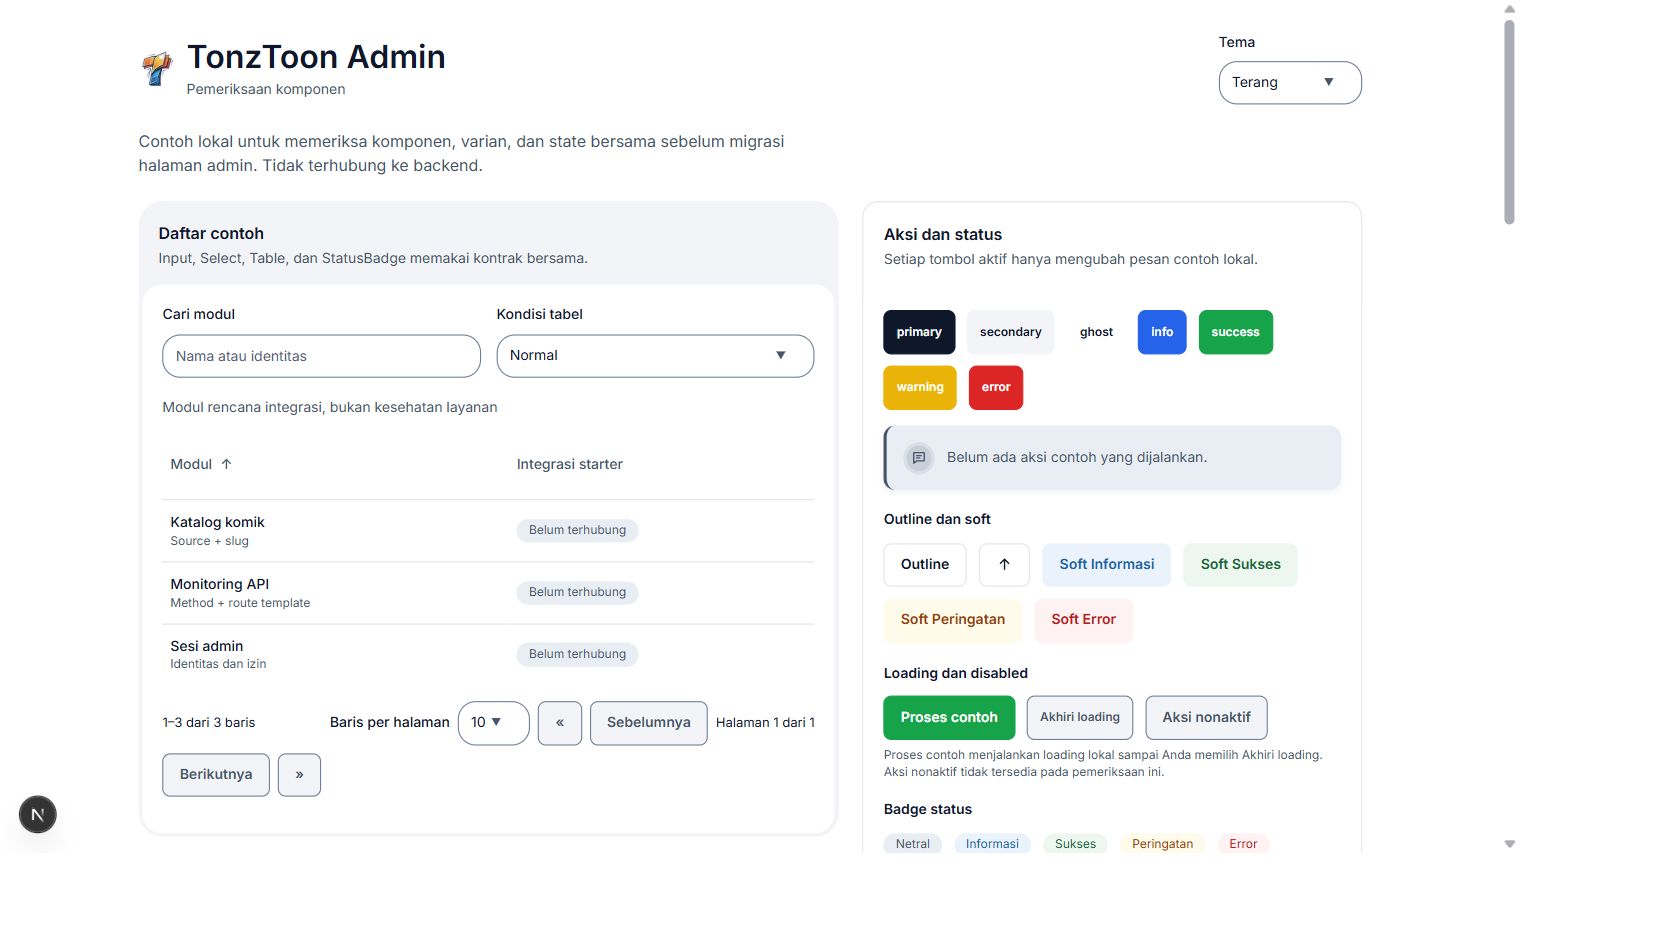 TonzToon Admin
Pemeriksaan komponen
Tema
Terang
Contoh lokal untuk memeriksa komponen, varian, dan state bersama sebelum migrasi
halaman admin. Tidak terhubung ke backend.
Daftar contoh
Input, Select, Table, dan StatusBadge memakai kontrak bersama.
Cari modul
Kondisi tabel
Nama atau identitas
Normal
Modul rencana integrasi, bukan kesehatan layanan
Modul ↑
Integrasi starter
Katalog komik
Source + slug
Belum terhubung
Monitoring API
Method + route template
Belum terhubung
Sesi admin
Identitas dan izin
Belum terhubung
1–3 dari 3 baris
Baris per halaman
10
«
Sebelumnya
Halaman 1 dari 1
Berikutnya
»
N
Aksi dan status
Setiap tombol aktif hanya mengubah pesan contoh lokal.
primary
secondary
ghost
info
success
warning
error
Belum ada aksi contoh yang dijalankan.
Outline dan soft
Outline
↑
Soft Informasi
Soft Sukses
Soft Peringatan
Soft Error
Loading dan disabled
Proses contoh
Akhiri loading
Aksi nonaktif
Proses contoh menjalankan loading lokal sampai Anda memilih Akhiri loading.
Aksi nonaktif tidak tersedia pada pemeriksaan ini.
Badge status
Netral
Informasi
Sukses
Peringatan
Error